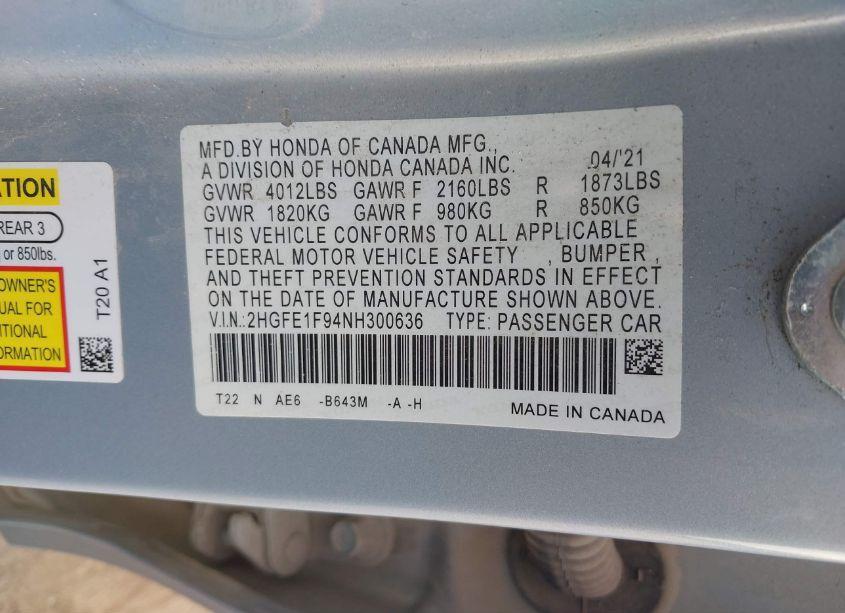 MFD.BY HONDA OF CANADA MFG.,
A DIVISION OF HONDA CANADA INC. 04/'21
GVWR 4012LBS GAWR F 2160LBS R 1873LBS
GVWR 1820KG GAWR F 980KG R 850KG
THIS VEHICLE CONFORMS TO ALL APPLICABLE
FEDERAL MOTOR VEHICLE SAFETY , BUMPER ,
AND THEFT PREVENTION STANDARDS IN EFFECT
ON THE DATE OF MANUFACTURE SHOWN ABOVE.
V.I.N.:2HGFE1F94NH300636 TYPE: PASSENGER CAR
T22 N AE6 -B643M -A -H MADE IN CANADA
ATION
REAR 3
or 850lbs.
OWNER'S
UAL FOR
ITIONAL
FORMATION
T20 A1